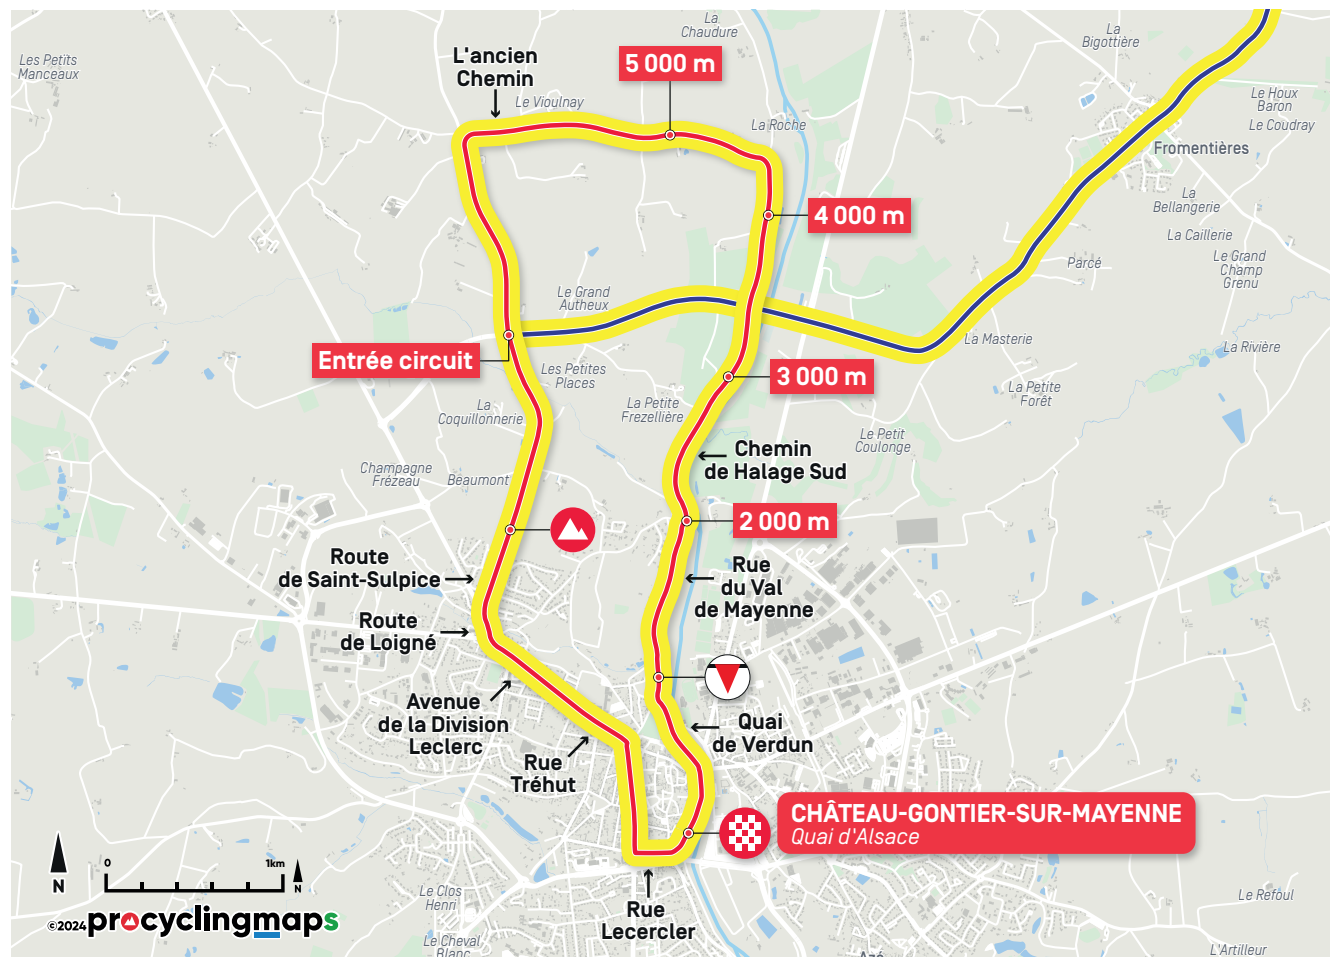 La
Chaudure
La
Bigottière
Les Petits
Manceaux
L'ancien
Chemin
5 000 m
Le Vioulnay
La Roche
Le Houx
Baron
Le Coudray
Fromentières
La
Bellangerie
4 000 m
La Caillerie
Le Grand
Champ
Grenu
Parcé
Le Grand
Autheux
La Masterie
La Rivière
Entrée circuit
Les Petites
Places
3 000 m
La Petite
Forêt
La
Coquillonnerie
La Petite
Frezellière
Le Petit
Coulonge
Chemin
de Halage Sud
Champagne
Frézeau
Beaumont
2 000 m
Route
de Saint-Sulpice
Rue
du Val
de Mayenne
Route
de Loigné
Avenue
de la Division
Leclerc
Quai
de Verdun
Rue
Tréhut
CHÂTEAU-GONTIER-SUR-MAYENNE
Quai d'Alsace
N
0
1km
N
©2024 procyclingmaps
Le Clos
Henri
Rue
Lecercler
Le Refoul
Le Cheval
Blanc
Azé
L'Artilleur